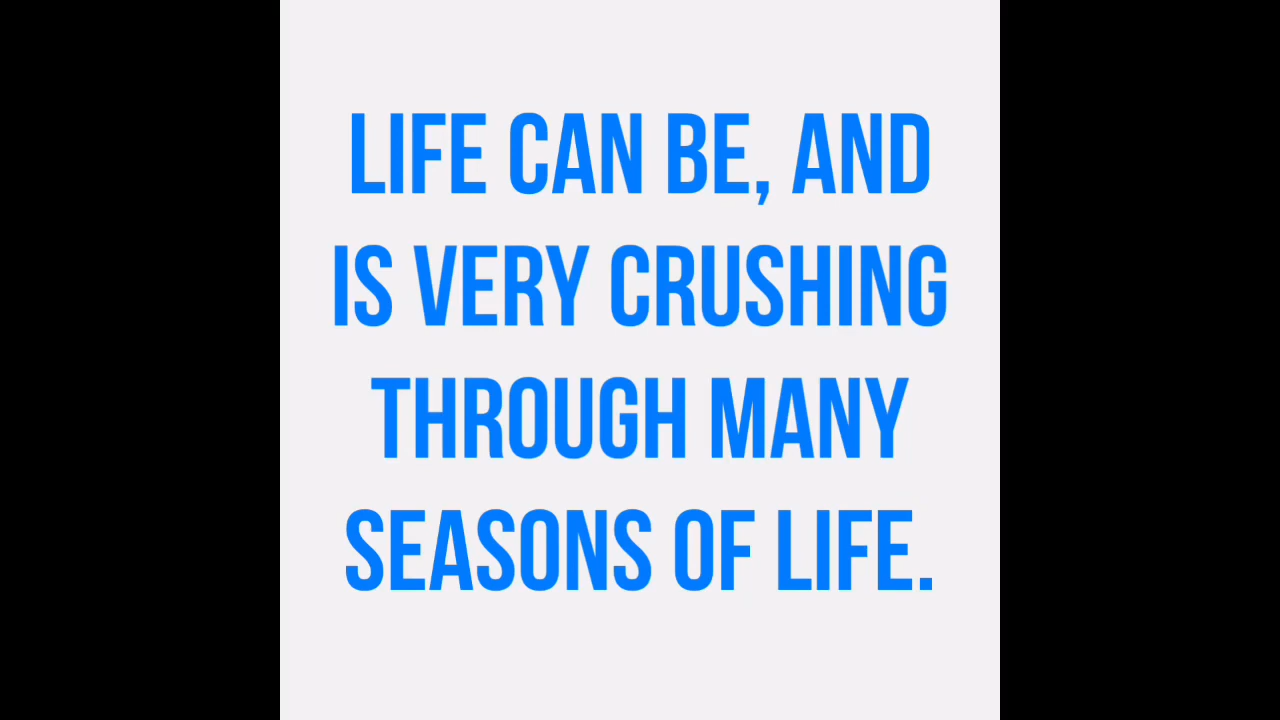 LIFE CAN BE, AND
IS VERY CRUSHING
THROUGH MANY
SEASONS OF LIFE.